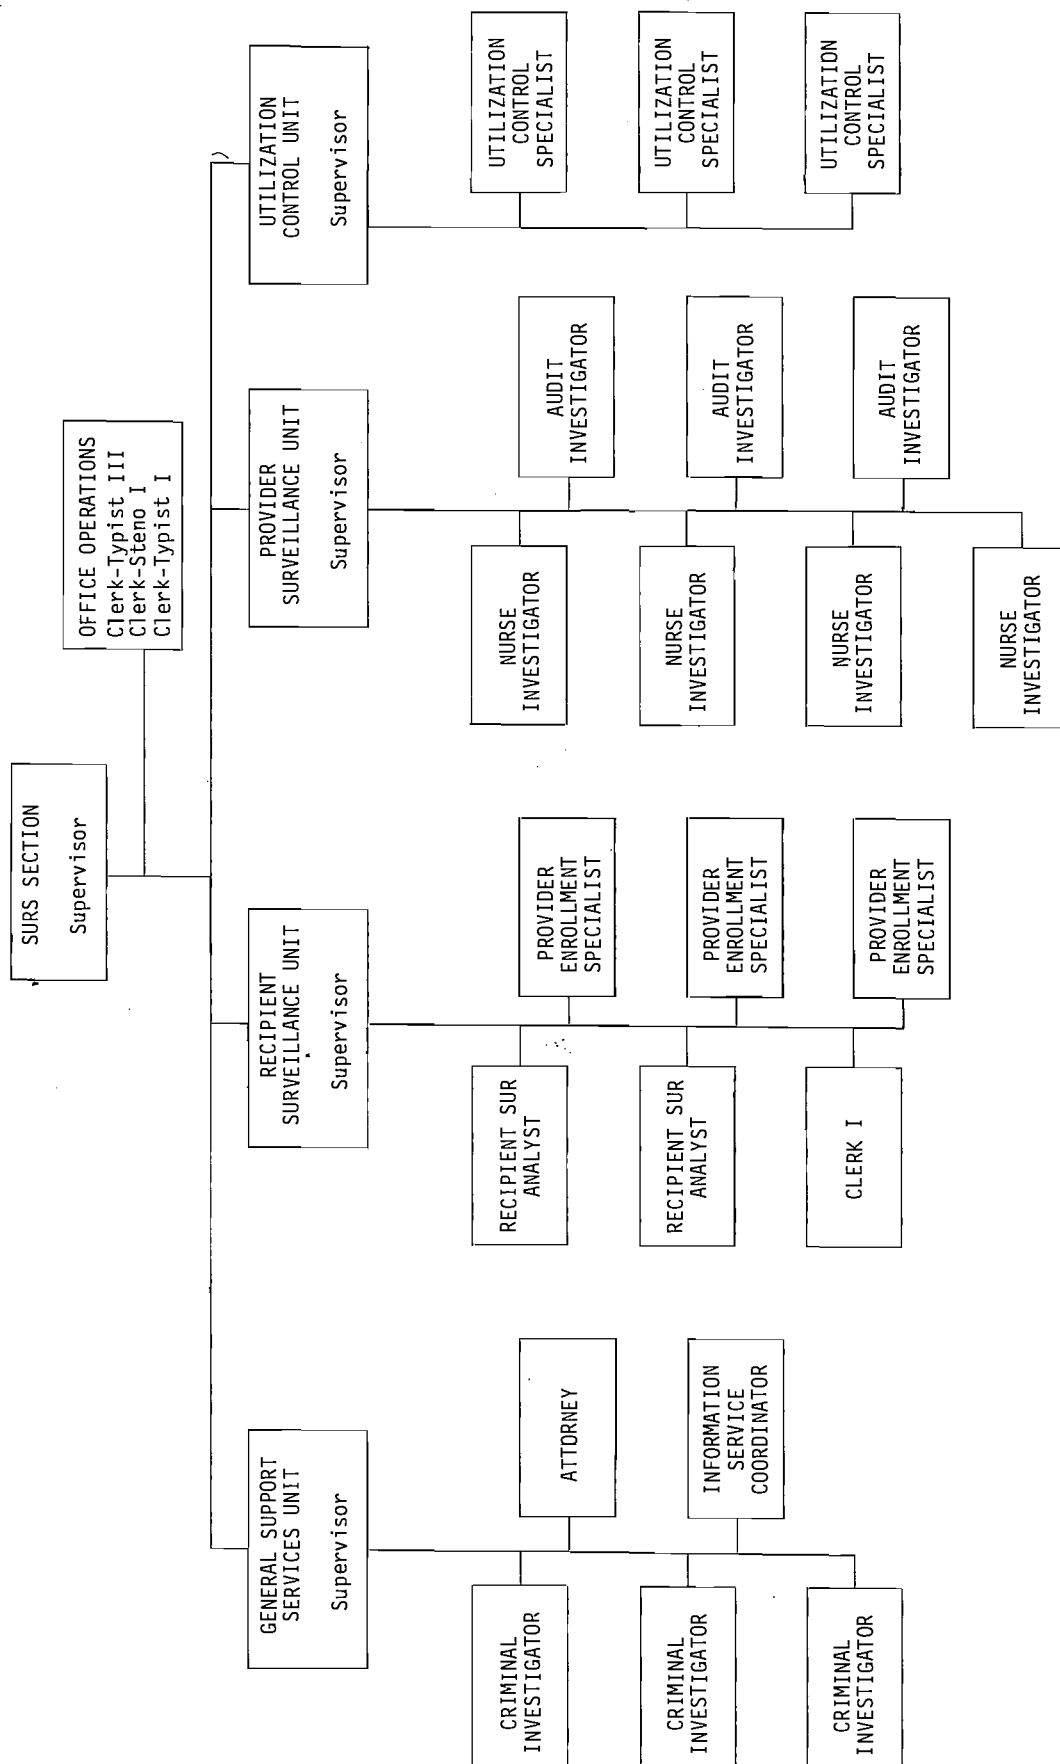 SURS SECTION
Supervisor
OFFICE OPERATIONS
Clerk-Typist III
Clerk-Steno I
Clerk-Typist I
GENERAL SUPPORT
SERVICES UNIT
Supervisor
RECIPIENT
SURVEILLANCE UNIT
Supervisor
PROVIDER
SURVEILLANCE UNIT
Supervisor
UTILIZATION
CONTROL UNIT
Supervisor
CRIMINAL
INVESTIGATOR
ATTORNEY
CRIMINAL
INVESTIGATOR
INFORMATION
SERVICE
COORDINATOR
CRIMINAL
INVESTIGATOR
RECIPIENT SUR
ANALYST
PROVIDER
ENROLLMENT
SPECIALIST
RECIPIENT SUR
ANALYST
PROVIDER
ENROLLMENT
SPECIALIST
CLERK I
PROVIDER
ENROLLMENT
SPECIALIST
NURSE
INVESTIGATOR
AUDIT
INVESTIGATOR
NURSE
INVESTIGATOR
AUDIT
INVESTIGATOR
NURSE
INVESTIGATOR
AUDIT
INVESTIGATOR
NURSE
INVESTIGATOR
UTILIZATION
CONTROL
SPECIALIST
UTILIZATION
CONTROL
SPECIALIST
UTILIZATION
CONTROL
SPECIALIST